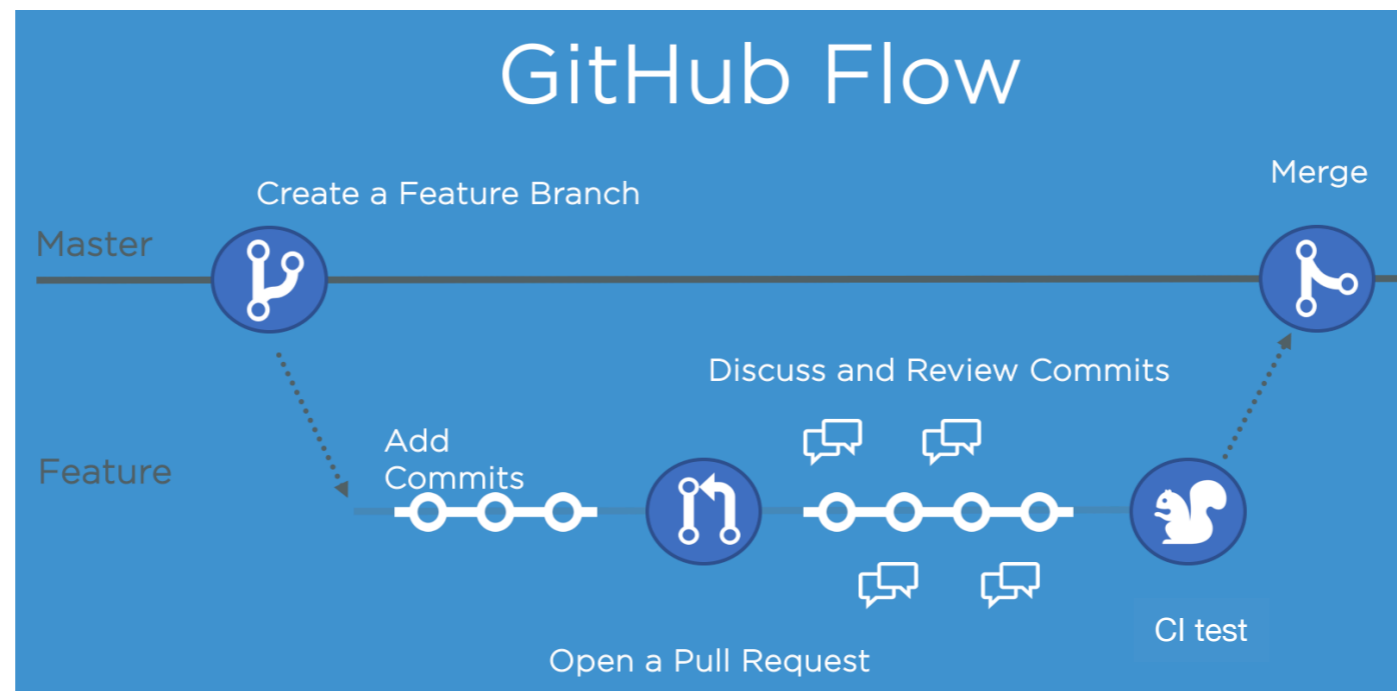 GitHub Flow
Merge
Create a Feature Branch
Master
Discuss and Review Commits
Add
Commits
Feature
CI test
Open a Pull Request